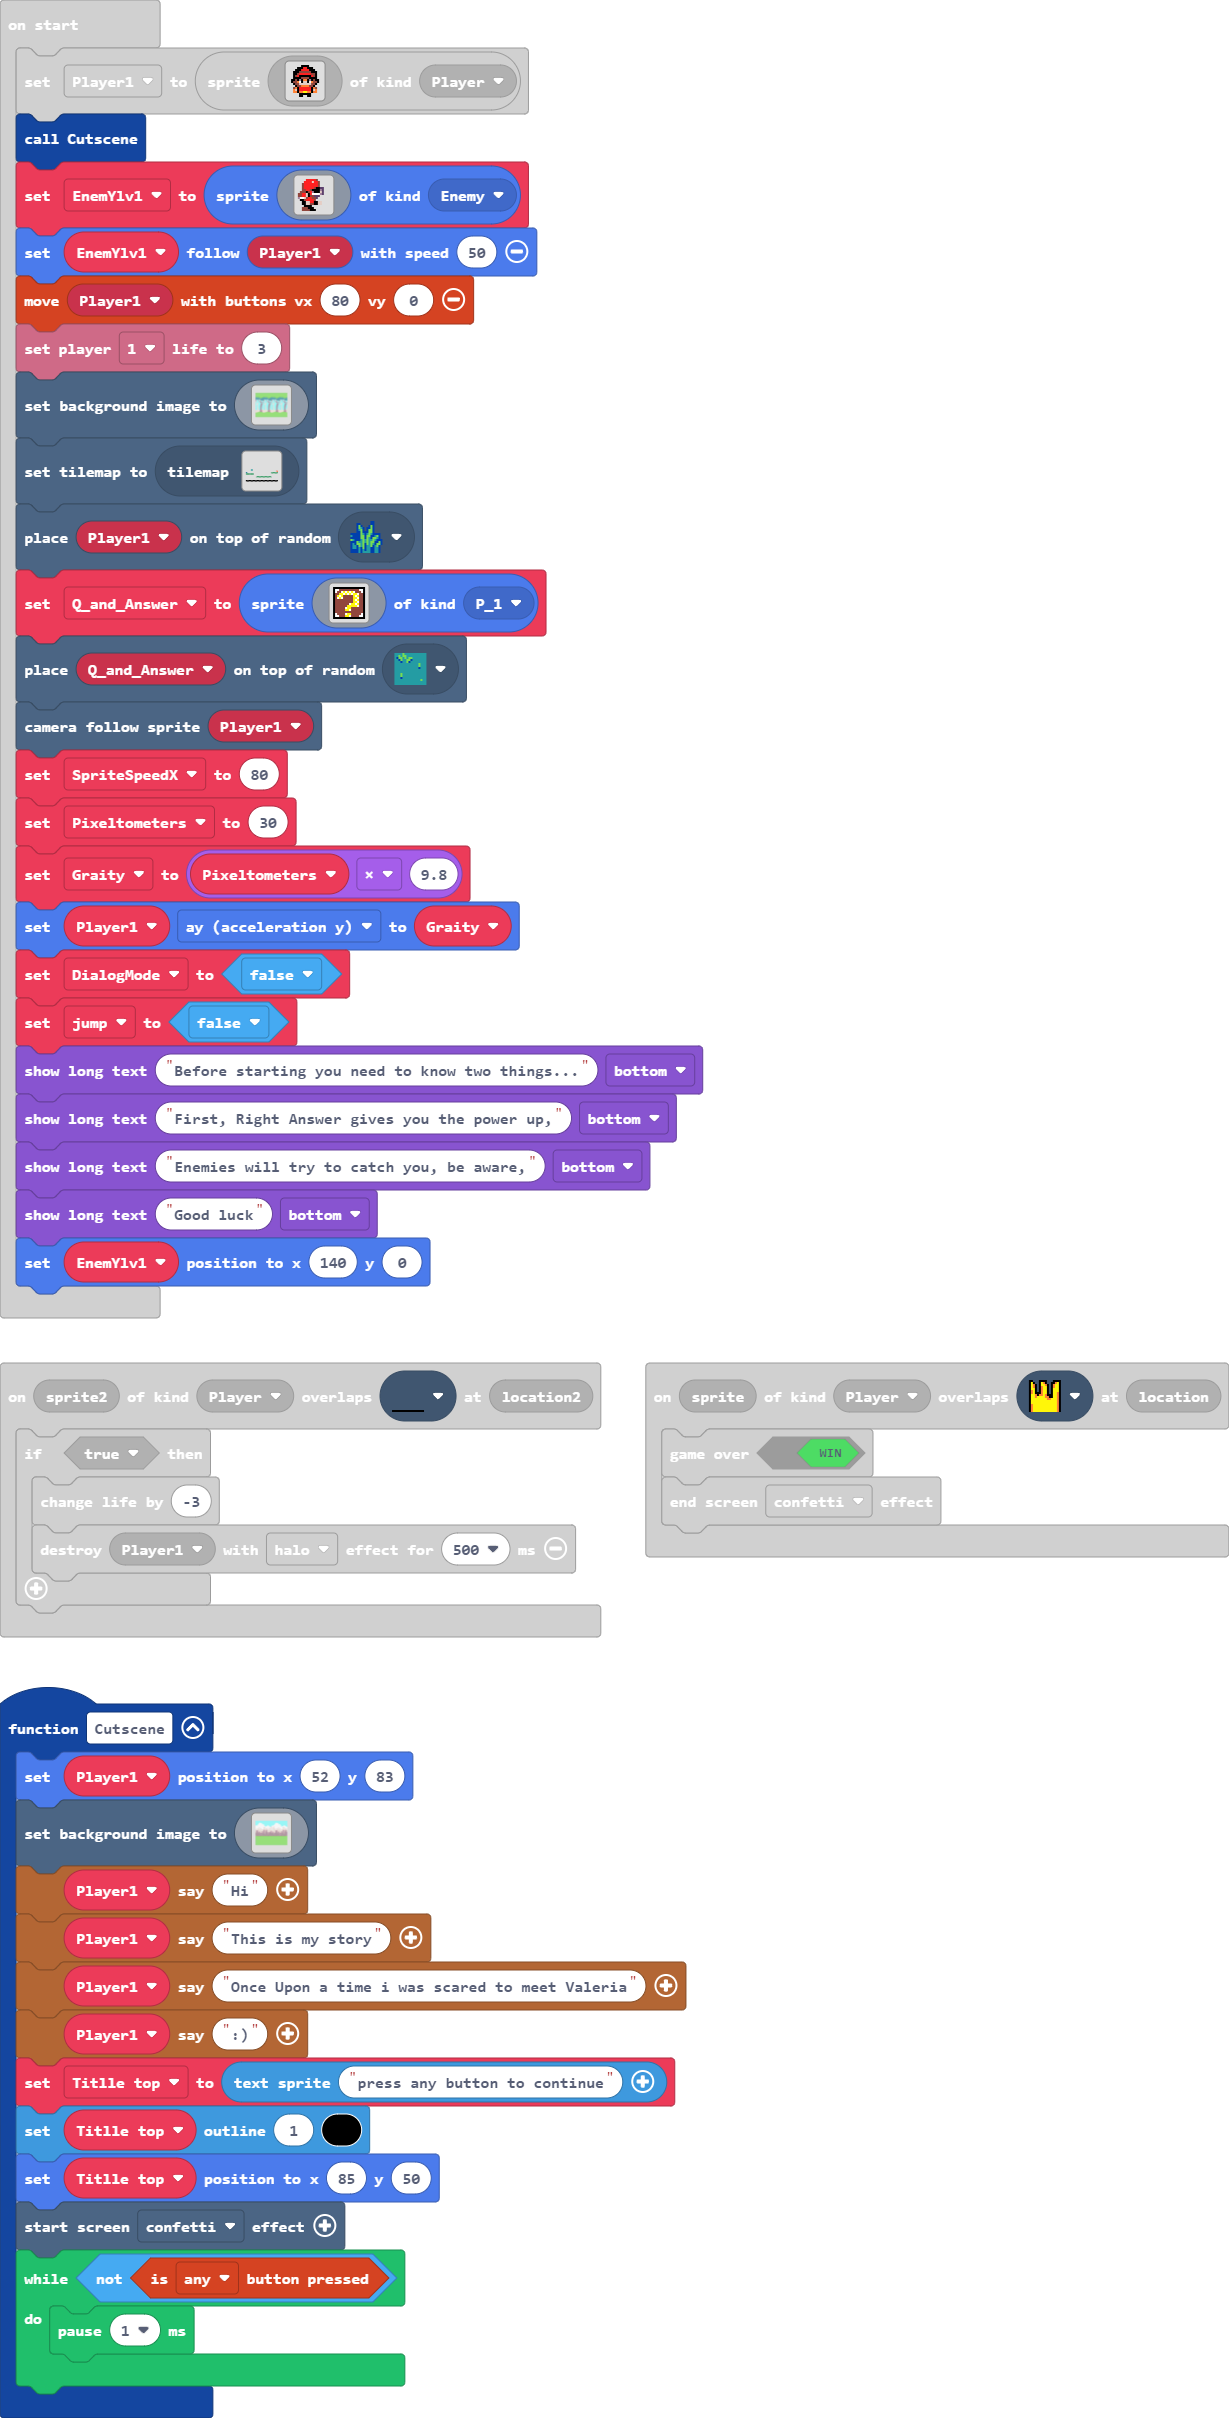 on start
set Player1 to sprite of kind Player
call Cutscene
set EnemYlv1 to sprite of kind Enemy
set EnemYlv1 follow Player1 with speed 50
move Player1 with buttons vx 80 vy 0
set player 1 life to 3
set background image to
set tilemap to tilemap
place Player1 on top of random
set Q_and_Answer to sprite ? of kind P_1
place Q_and_Answer on top of random
camera follow sprite Player1
set SpriteSpeedX to 80
set Pixeltometers to 30
set Graity to Pixeltometers × 9.8
set Player1 ay (acceleration y) to Graity
set DialogMode to false
set jump to false
show long text "Before starting you need to know two things..." bottom
show long text "First, Right Answer gives you the power up," bottom
show long text "Enemies will try to catch you, be aware," bottom
show long text "Good luck" bottom
set EnemYlv1 position to x 140 y 0
on sprite2 of kind Player overlaps at location2
if true then
change life by -3
destroy Player1 with halo effect for 500 ms
on sprite of kind Player overlaps at location
game over WIN
end screen confetti effect
function Cutscene
set Player1 position to x 52 y 83
set background image to
Player1 say "Hi"
Player1 say "This is my story"
Player1 say "Once Upon a time i was scared to meet Valeria"
Player1 say ":)"
set Titlle top to text sprite "press any button to continue"
set Titlle top outline 1
set Titlle top position to x 85 y 50
start screen confetti effect
while not is any button pressed
do
pause 1 ms